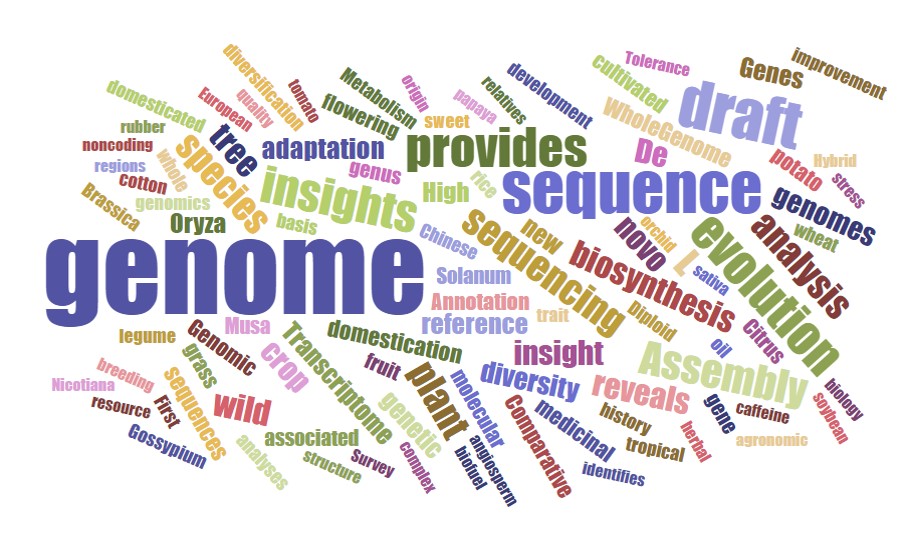 diversification
improvement
Tolerance
Genes
cultivated
development
relatives
Metabolism
origin
papaya
tomato
quality
European
domesticated
flowering
sweet
WholeGenome
draft
rubber
noncoding
regions
tree
adaptation
provides
De
potato
Hybrid
stress
species
whole
cotton
Brassica
genomics
Oryza
insights
genus
High
rice
sequence
genomes
wheat
basis
Chinese
sequencing
new
novo
orchid
L
sativa
evolution
analysis
genome
Solanum
biosynthesis
Annotation
reference
trait
Diploid
oil
Citrus
legume
Genomic
Musa
Transcriptome
domestication
insight
Assembly
grass
crop
fruit
plant
molecular
diversity
reveals
gene
biology
soybean
breeding
Nicotiana
resource
First
sequences
wild
genetic
Comparative
medicinal
history
tropical
herbal
caffeine
agronomic
Gossypium
analyses
associated
structure
Survey
complex
biofuel
angiosperm
identifies